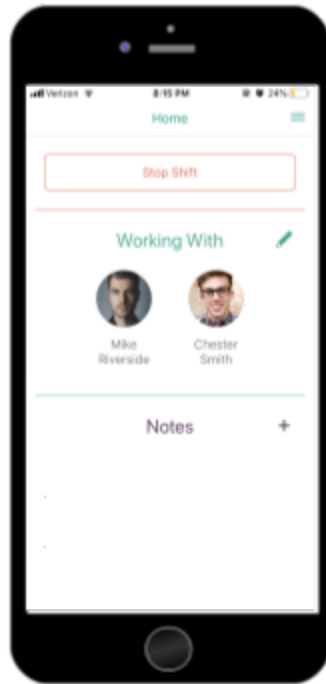 Verizon 8:15 PM 24%
Home
Stop Shift
Working With
Mike Chester
Riverside Smith
Notes +